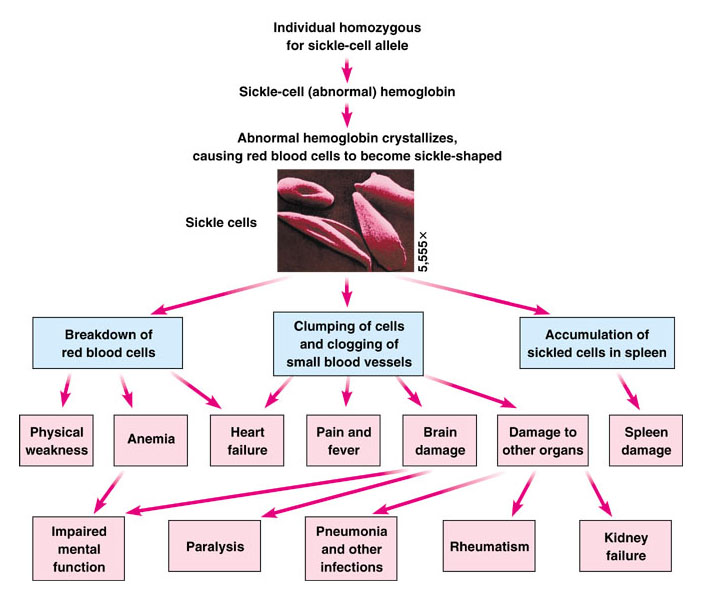 Individual homozygous
for sickle-cell allele
Sickle-cell (abnormal) hemoglobin
Abnormal hemoglobin crystallizes,
causing red blood cells to become sickle-shaped
Sickle cells
5,555×
Breakdown of
red blood cells
Clumping of cells
and clogging of
small blood vessels
Accumulation of
sickled cells in spleen
Physical
weakness
Anemia
Heart
failure
Pain and
fever
Brain
damage
Damage to
other organs
Spleen
damage
Impaired
mental
function
Paralysis
Pneumonia
and other
infections
Rheumatism
Kidney
failure